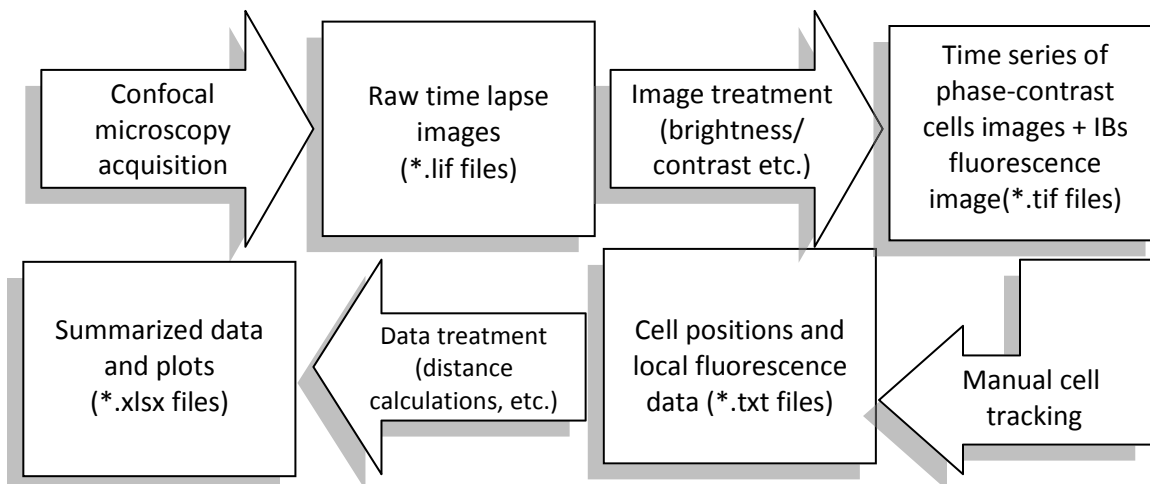 Confocal
microscopy
acquisition
Raw time lapse
images
(*.lif files)
Image treatment
(brightness/
contrast etc.)
Time series of
phase-contrast
cells images + IBs
fluorescence
image(*.tif files)
Manual cell
tracking
Cell positions and
local fluorescence
data (*.txt files)
Data treatment
(distance
calculations, etc.)
Summarized data
and plots
(*.xlsx files)